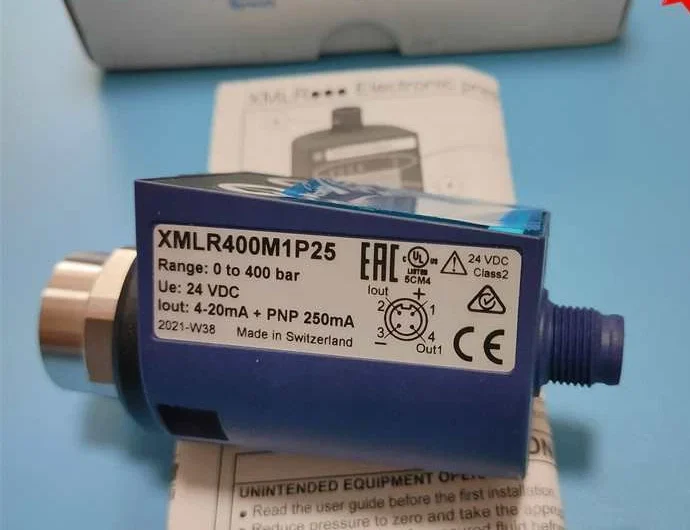 XMLR●●● Electronic
XMLR400M1P25
Range: 0 to 400 bar
Ue: 24 VDC
Iout: 4-20mA + PNP 250mA
2021-W38 Made in Switzerland
EAC
c UL us
LISTED
5CM4
24 VDC
Class2
Iout +
2 1
3 4
– Out1
CE
UNINTENDED EQUIPMENT
• Read the user guide before the first
• Reduce pressure to zero and take the